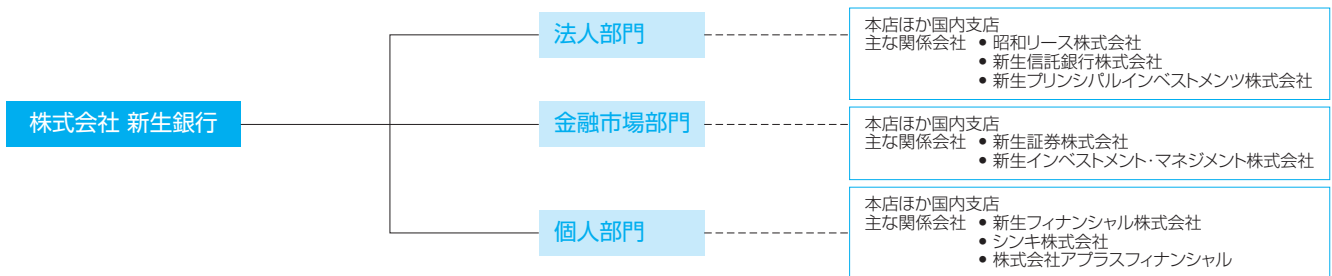 株式会社 新生銀行
法人部門
本店ほか国内支店
主な関係会社 • 昭和リース株式会社
• 新生信託銀行株式会社
• 新生プリンシパルインベストメンツ株式会社
金融市場部門
本店ほか国内支店
主な関係会社 • 新生証券株式会社
• 新生インベストメント・マネジメント株式会社
個人部門
本店ほか国内支店
主な関係会社 • 新生フィナンシャル株式会社
• シンキ株式会社
• 株式会社アプラスフィナンシャル